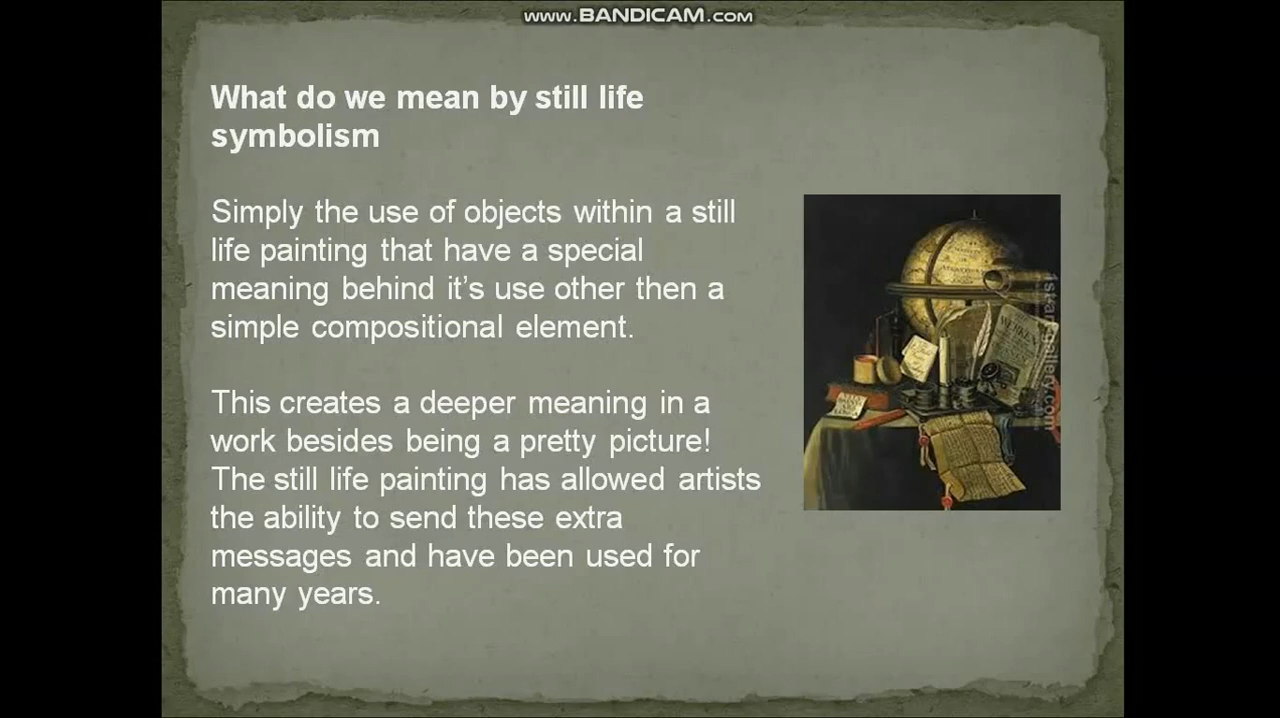 www.BANDICAM.com
What do we mean by still life
symbolism
Simply the use of objects within a still
life painting that have a special
meaning behind it’s use other then a
simple compositional element.
This creates a deeper meaning in a
work besides being a pretty picture!
The still life painting has allowed artists
the ability to send these extra
messages and have been used for
many years.